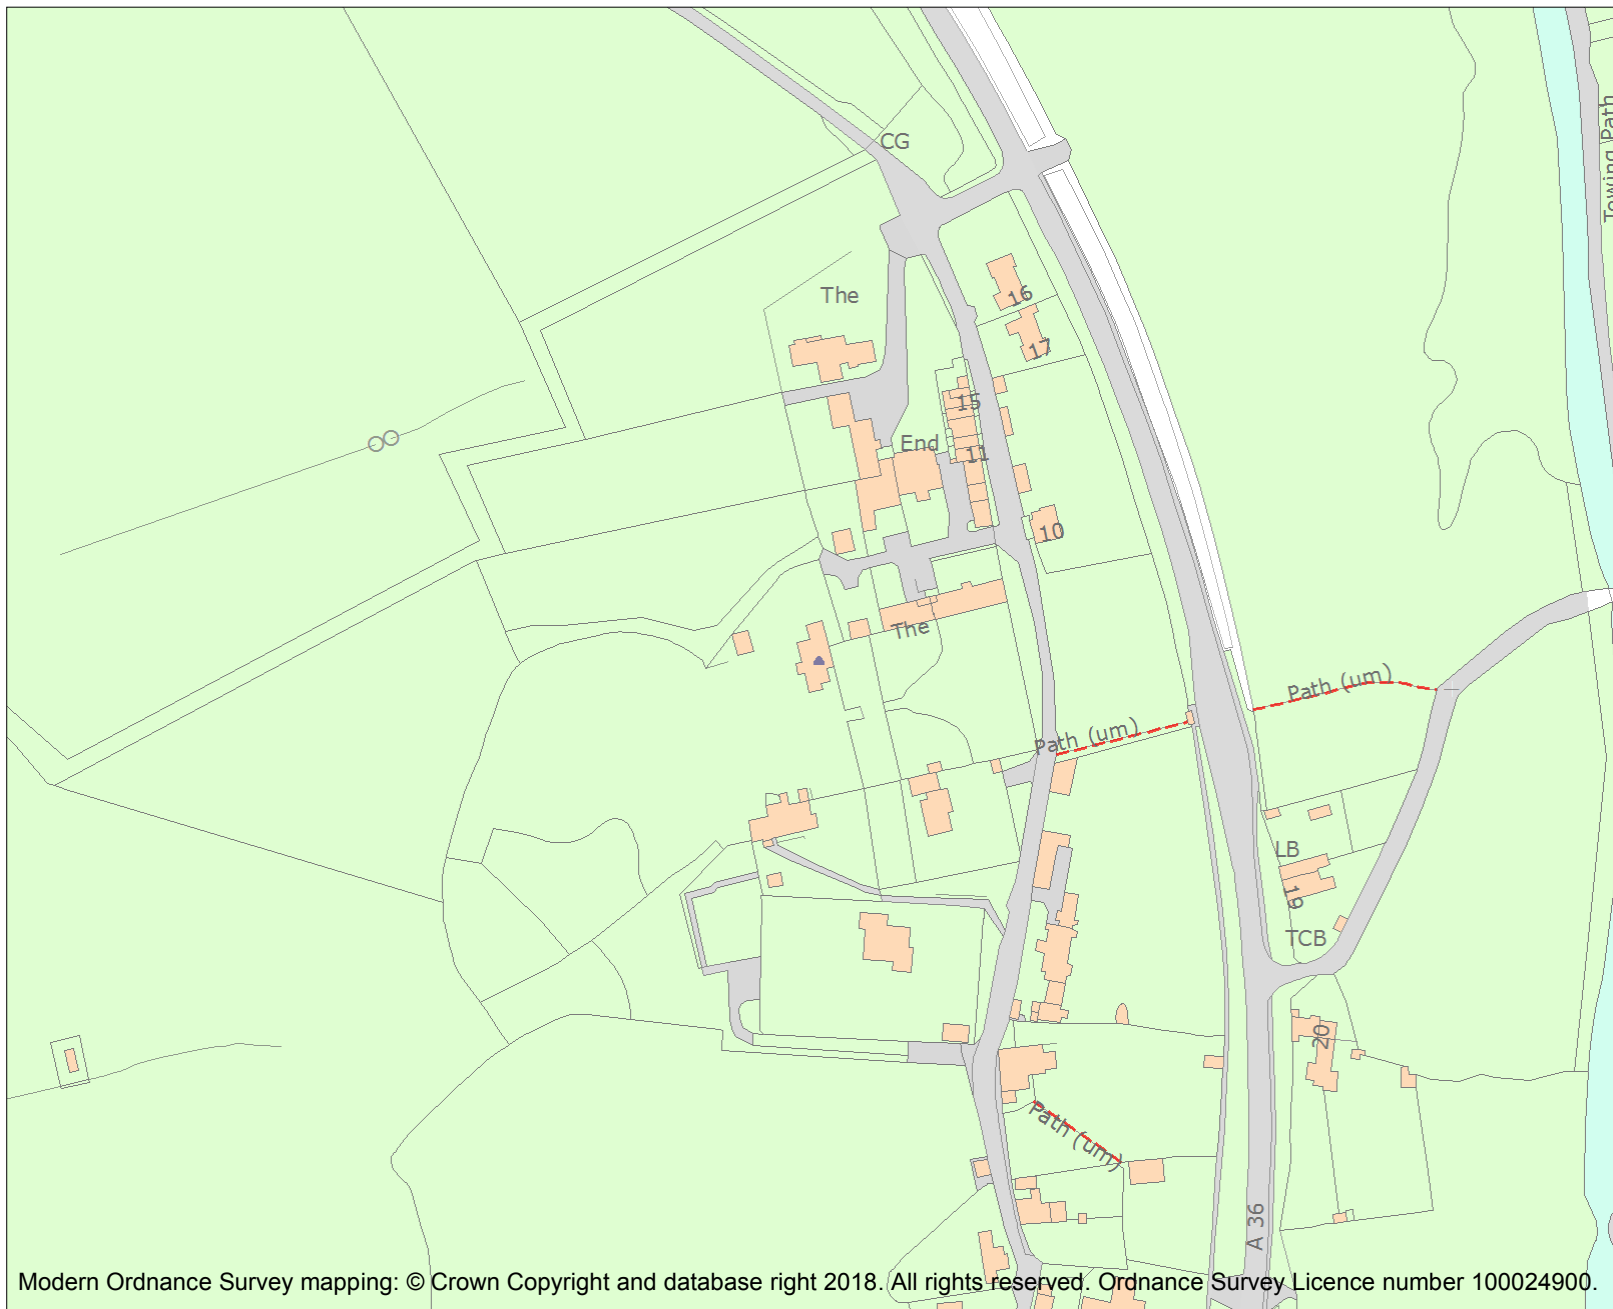 CG
Towing Path
The
16
17
15
End
11
10
The
Path (um)
Path (um)
LB
19
TCB
20
Path (um)
A 36
Modern Ordnance Survey mapping: © Crown Copyright and database right 2018. All rights reserved. Ordnance Survey Licence number 100024900.